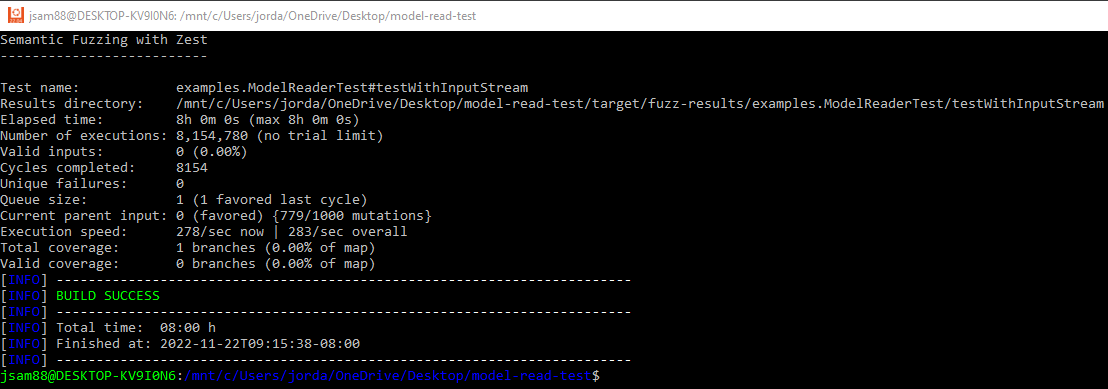 jsam88@DESKTOP-KV9I0N6: /mnt/c/Users/jorda/OneDrive/Desktop/model-read-test
Semantic Fuzzing with Zest
--------------------------
Test name:            examples.ModelReaderTest#testWithInputStream
Results directory:    /mnt/c/Users/jorda/OneDrive/Desktop/model-read-test/target/fuzz-results/examples.ModelReaderTest/testWithInputStream
Elapsed time:         8h 0m 0s (max 8h 0m 0s)
Number of executions: 8,154,780 (no trial limit)
Valid inputs:         0 (0.00%)
Cycles completed:     8154
Unique failures:      0
Queue size:           1 (1 favored last cycle)
Current parent input: 0 (favored) {779/1000 mutations}
Execution speed:      278/sec now | 283/sec overall
Total coverage:       1 branches (0.00% of map)
Valid coverage:       0 branches (0.00% of map)
[INFO] ------------------------------------------------------------------------
[INFO] BUILD SUCCESS
[INFO] ------------------------------------------------------------------------
[INFO] Total time:  08:00 h
[INFO] Finished at: 2022-11-22T09:15:38-08:00
[INFO] ------------------------------------------------------------------------
jsam88@DESKTOP-KV9I0N6:/mnt/c/Users/jorda/OneDrive/Desktop/model-read-test$